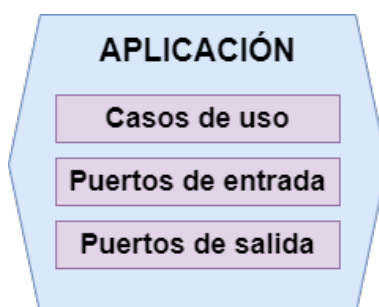 APLICACIÓN
Casos de uso
Puertos de entrada
Puertos de salida